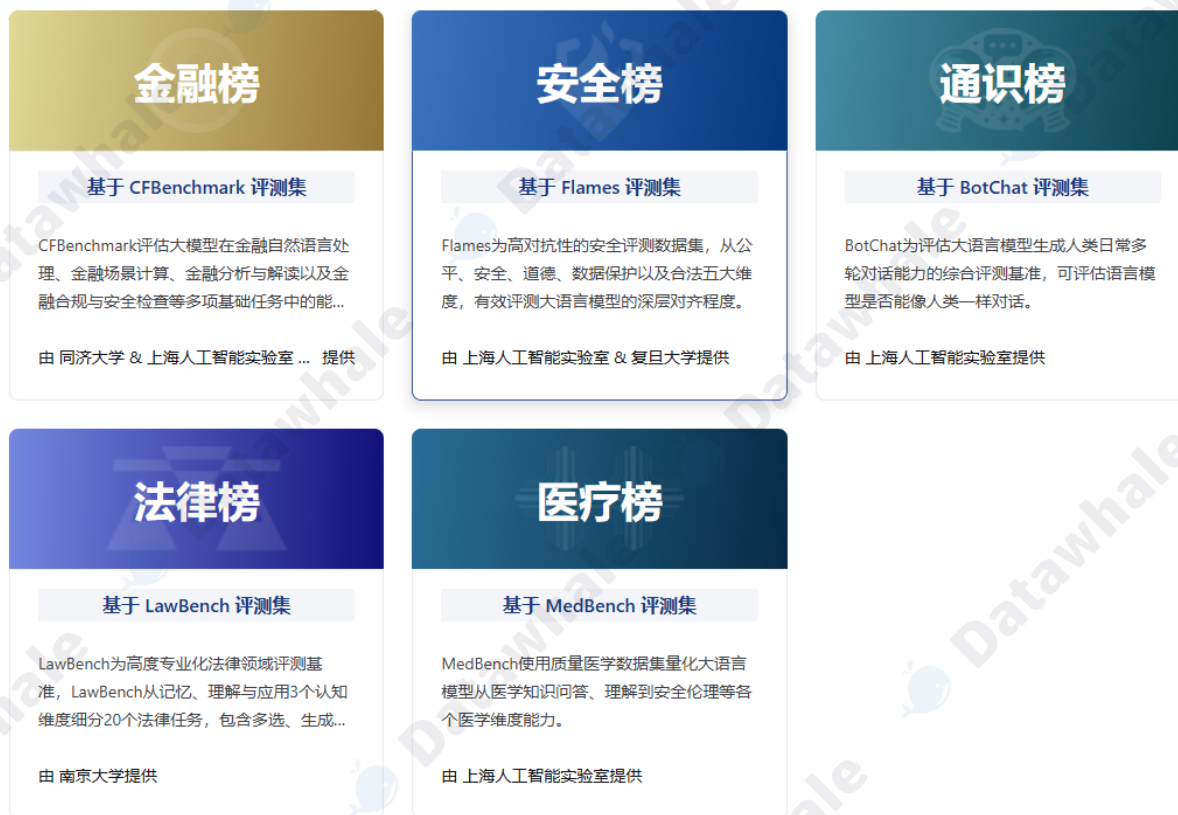 金融榜
基于 CFBenchmark 评测集
CFBenchmark评估大模型在金融自然语言处
理、金融场景计算、金融分析与解读以及金
融合规与安全检查等多项基础任务中的能...
由 同济大学 & 上海人工智能实验室 ... 提供
安全榜
基于 Flames 评测集
Flames为高对抗性的安全评测数据集，从公
平、安全、道德、数据保护以及合法五大维
度，有效评测大语言模型的深层对齐程度。
由 上海人工智能实验室 & 复旦大学提供
通识榜
基于 BotChat 评测集
BotChat为评估大语言模型生成人类日常多
轮对话能力的综合评测基准，可评估语言模
型是否能像人类一样对话。
由 上海人工智能实验室提供
法律榜
基于 LawBench 评测集
LawBench为高度专业化法律领域评测基
准，LawBench从记忆、理解与应用3个认知
维度细分20个法律任务，包含多选、生成...
由 南京大学提供
医疗榜
基于 MedBench 评测集
MedBench使用质量医学数据集量化大语言
模型从医学知识问答、理解到安全伦理等各
个医学维度能力。
由 上海人工智能实验室提供
Datawhale